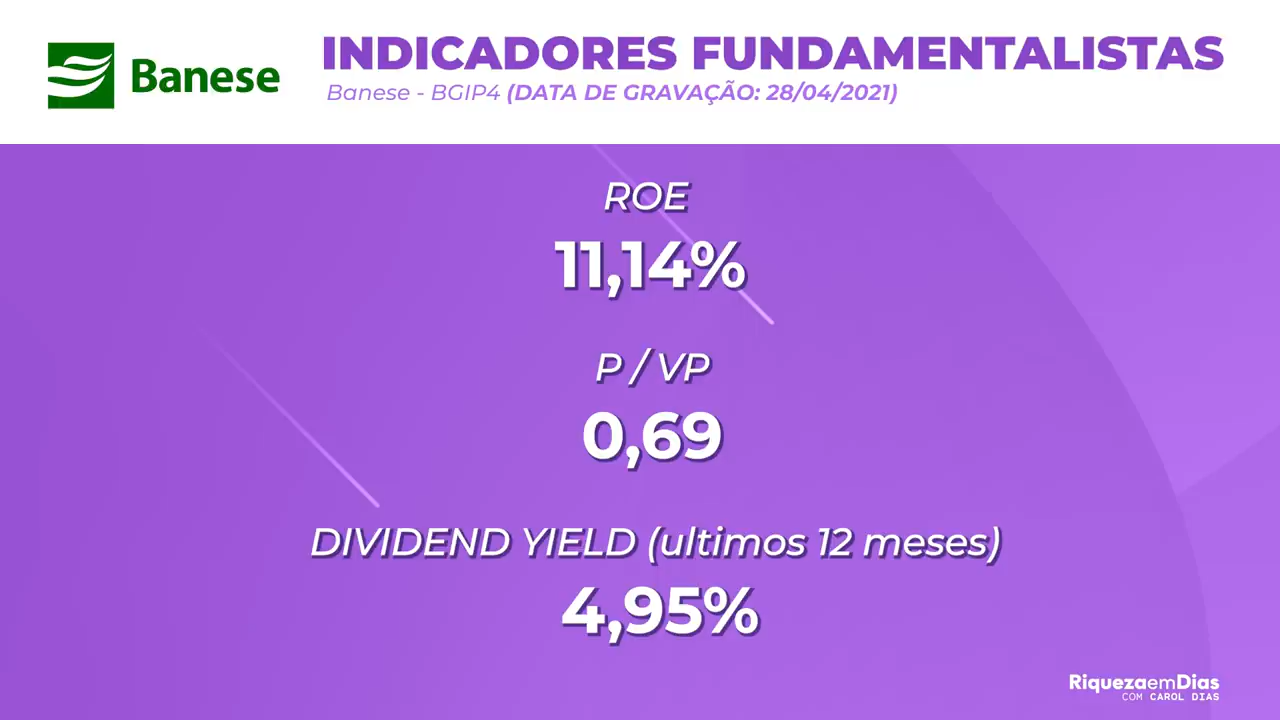 Banese
INDICADORES FUNDAMENTALISTAS
Banese - BGIP4 (DATA DE GRAVAÇÃO: 28/04/2021)
ROE
11,14%
P / VP
0,69
DIVIDEND YIELD (ultimos 12 meses)
4,95%
RiquezaemDias
COM CAROL DIAS